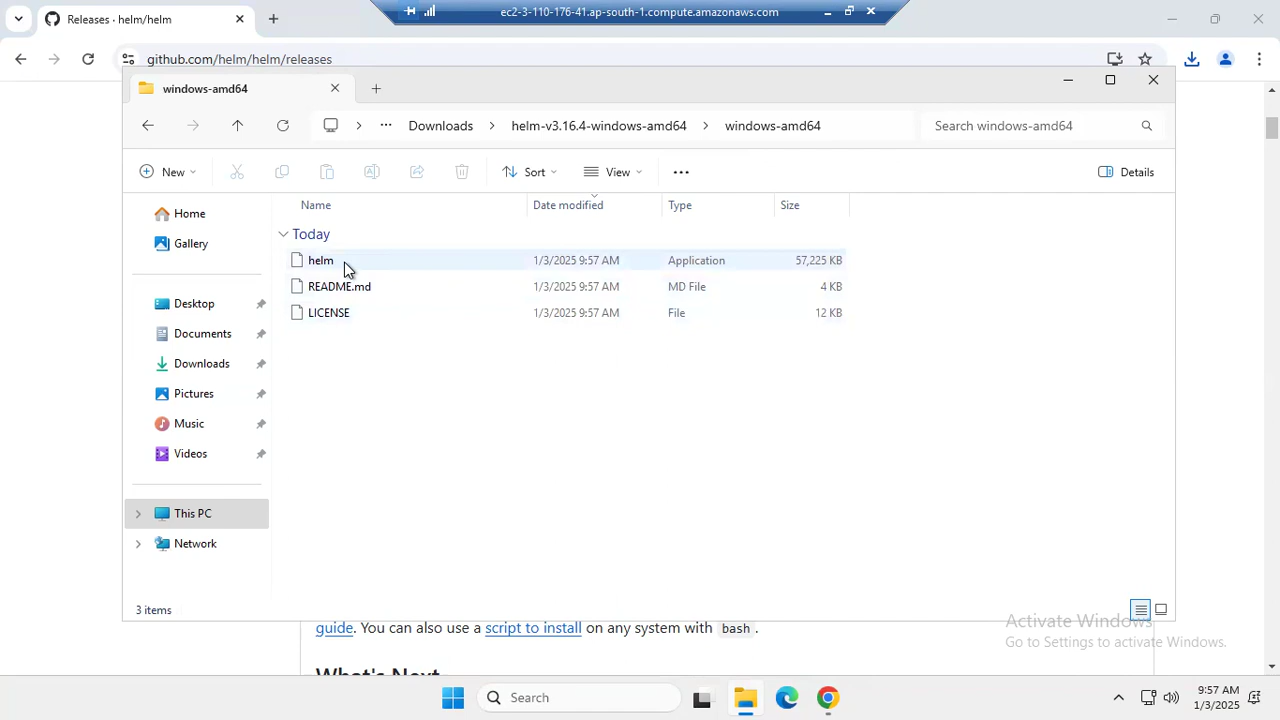 Releases · helm/helm
ec2-3-110-176-41.ap-south-1.compute.amazonaws.com
github.com/helm/helm/releases
windows-amd64
Downloads
helm-v3.16.4-windows-amd64
windows-amd64
Search windows-amd64
New
Sort
View
Details
Name
Date modified
Type
Size
Home
Gallery
Desktop
Documents
Downloads
Pictures
Music
Videos
This PC
Network
Today
helm 1/3/2025 9:57 AM Application 57,225 KB
README.md 1/3/2025 9:57 AM MD File 4 KB
LICENSE 1/3/2025 9:57 AM File 12 KB
3 items
Activate Windows
Go to Settings to activate Windows.
guide. You can also use a script to install on any system with bash.
What's Next
Search
9:57 AM
1/3/2025